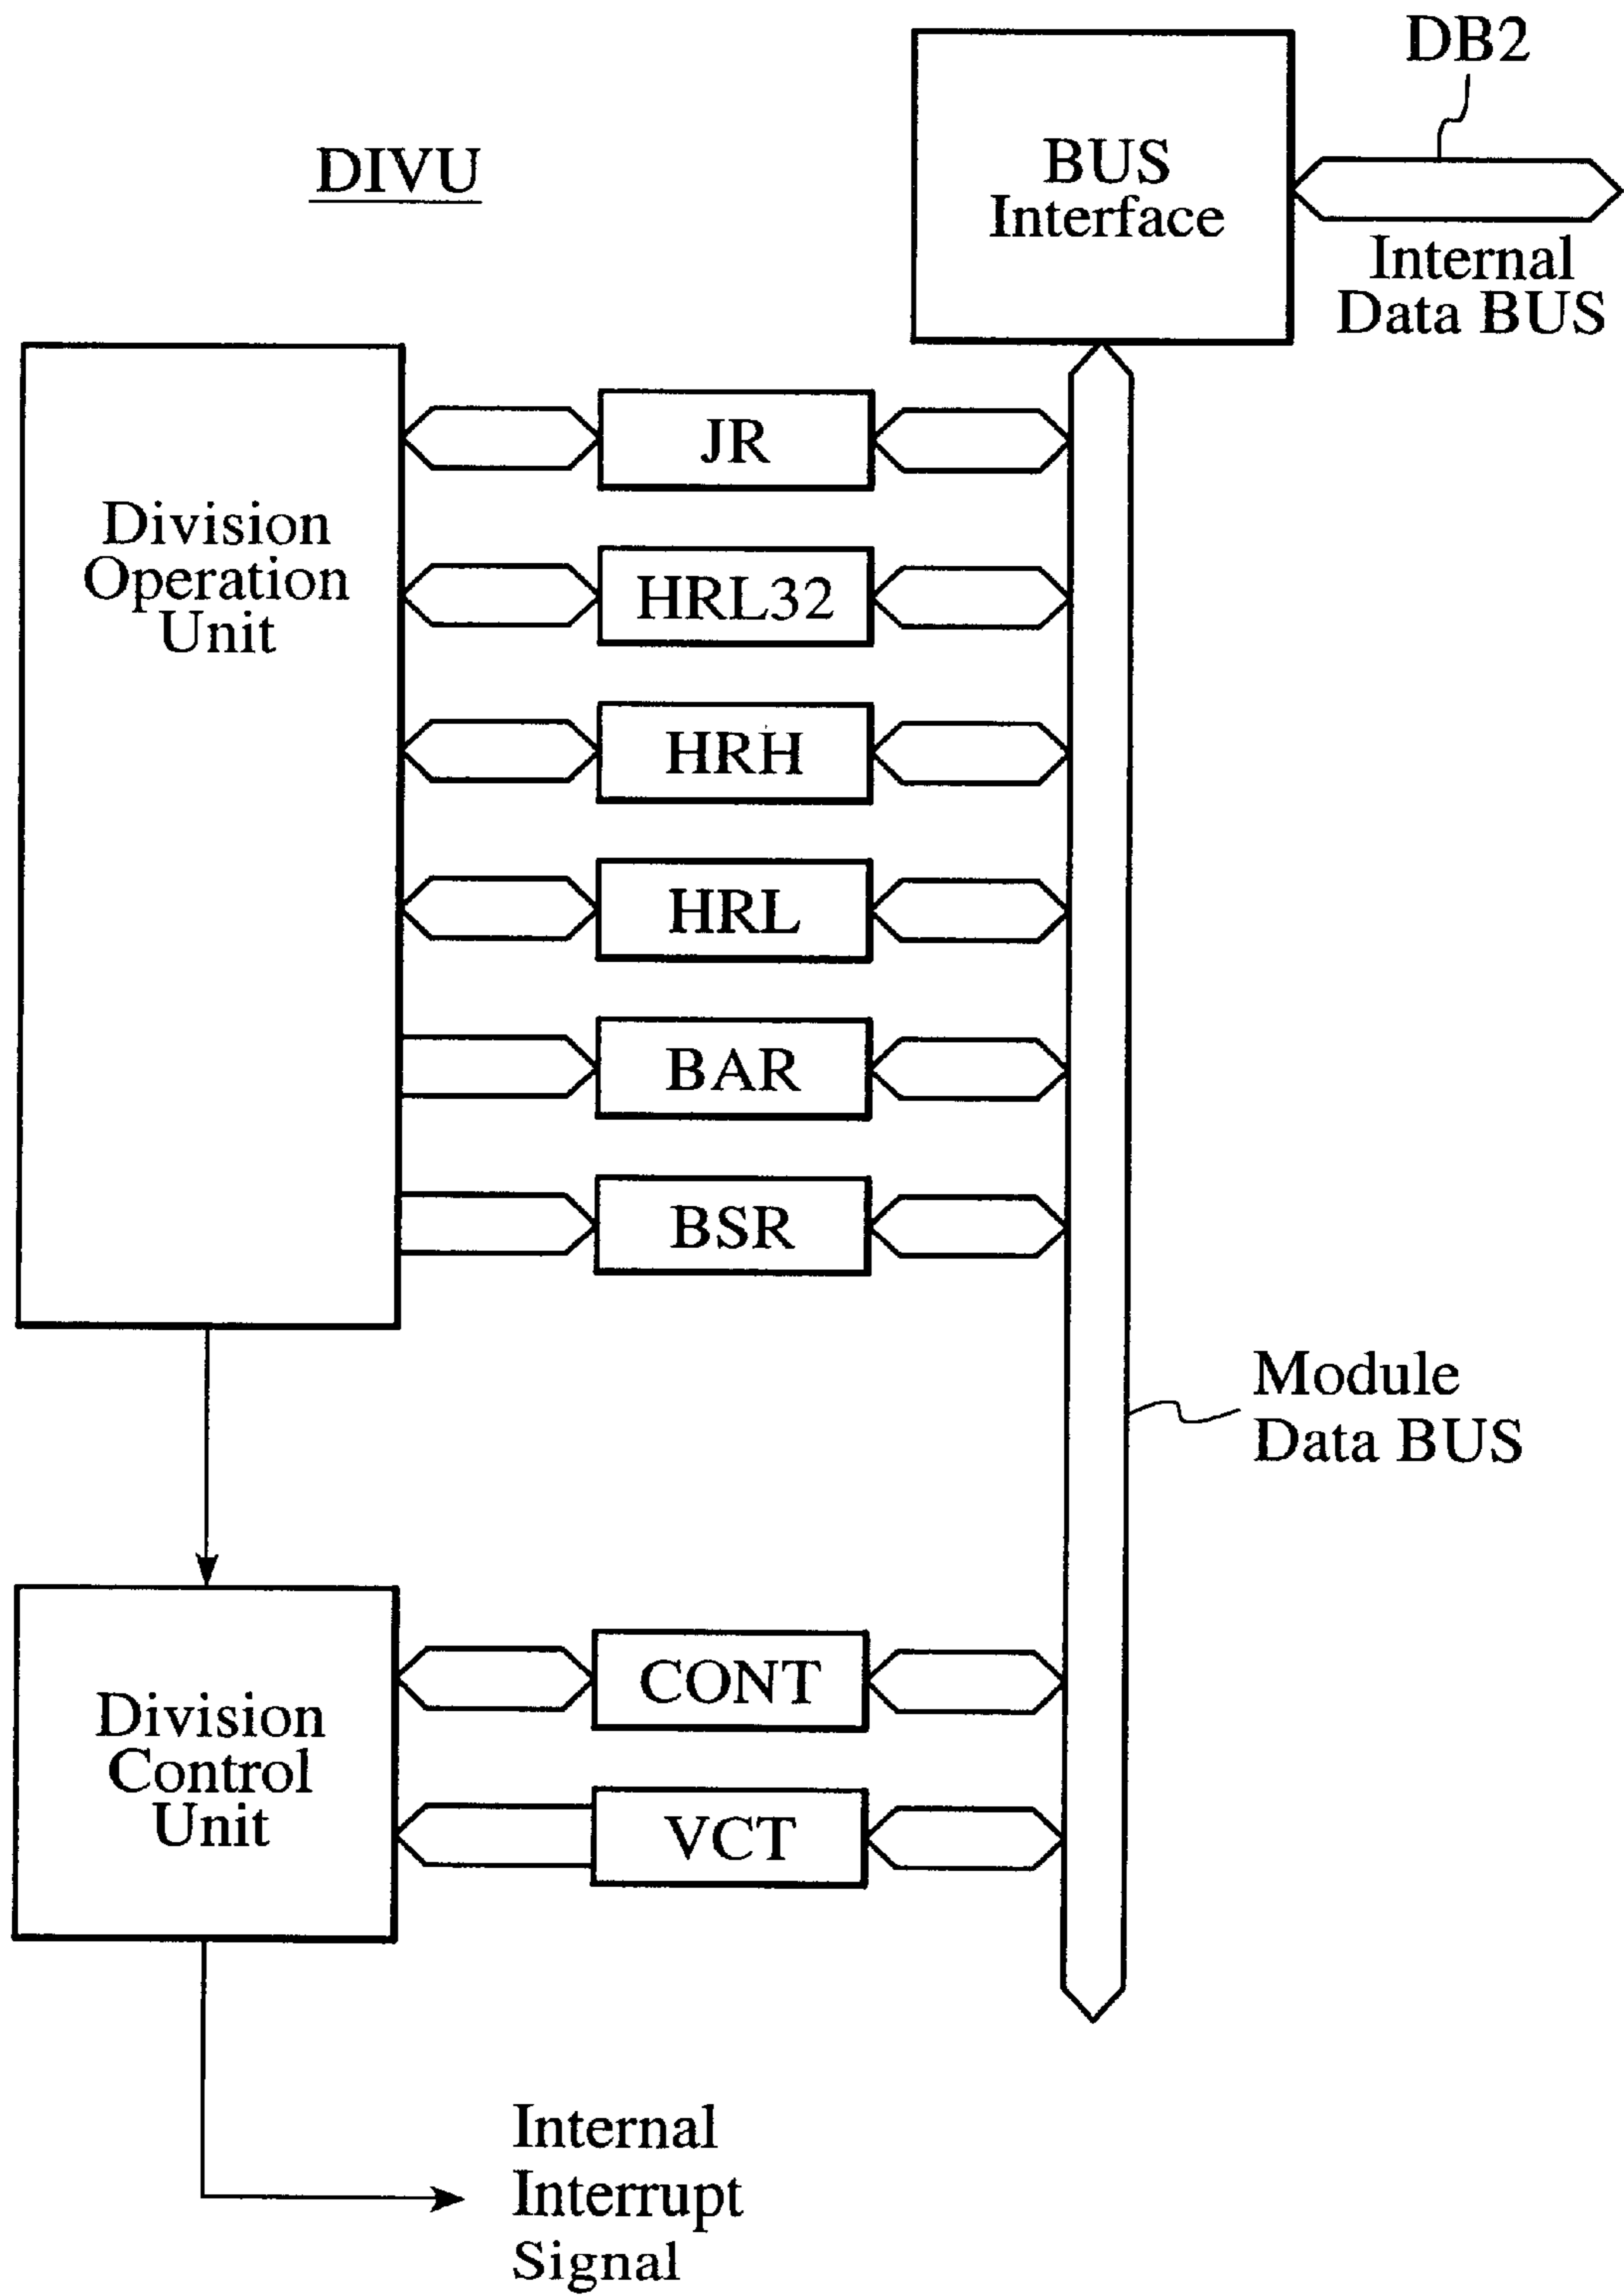 DB2
DIVU
BUS
Interface
Internal
Data BUS
JR
Division
Operation
Unit
HRL32
HRH
HRL
BAR
BSR
Module
Data BUS
CONT
Division
Control
Unit
VCT
Internal
Interrupt
Signal